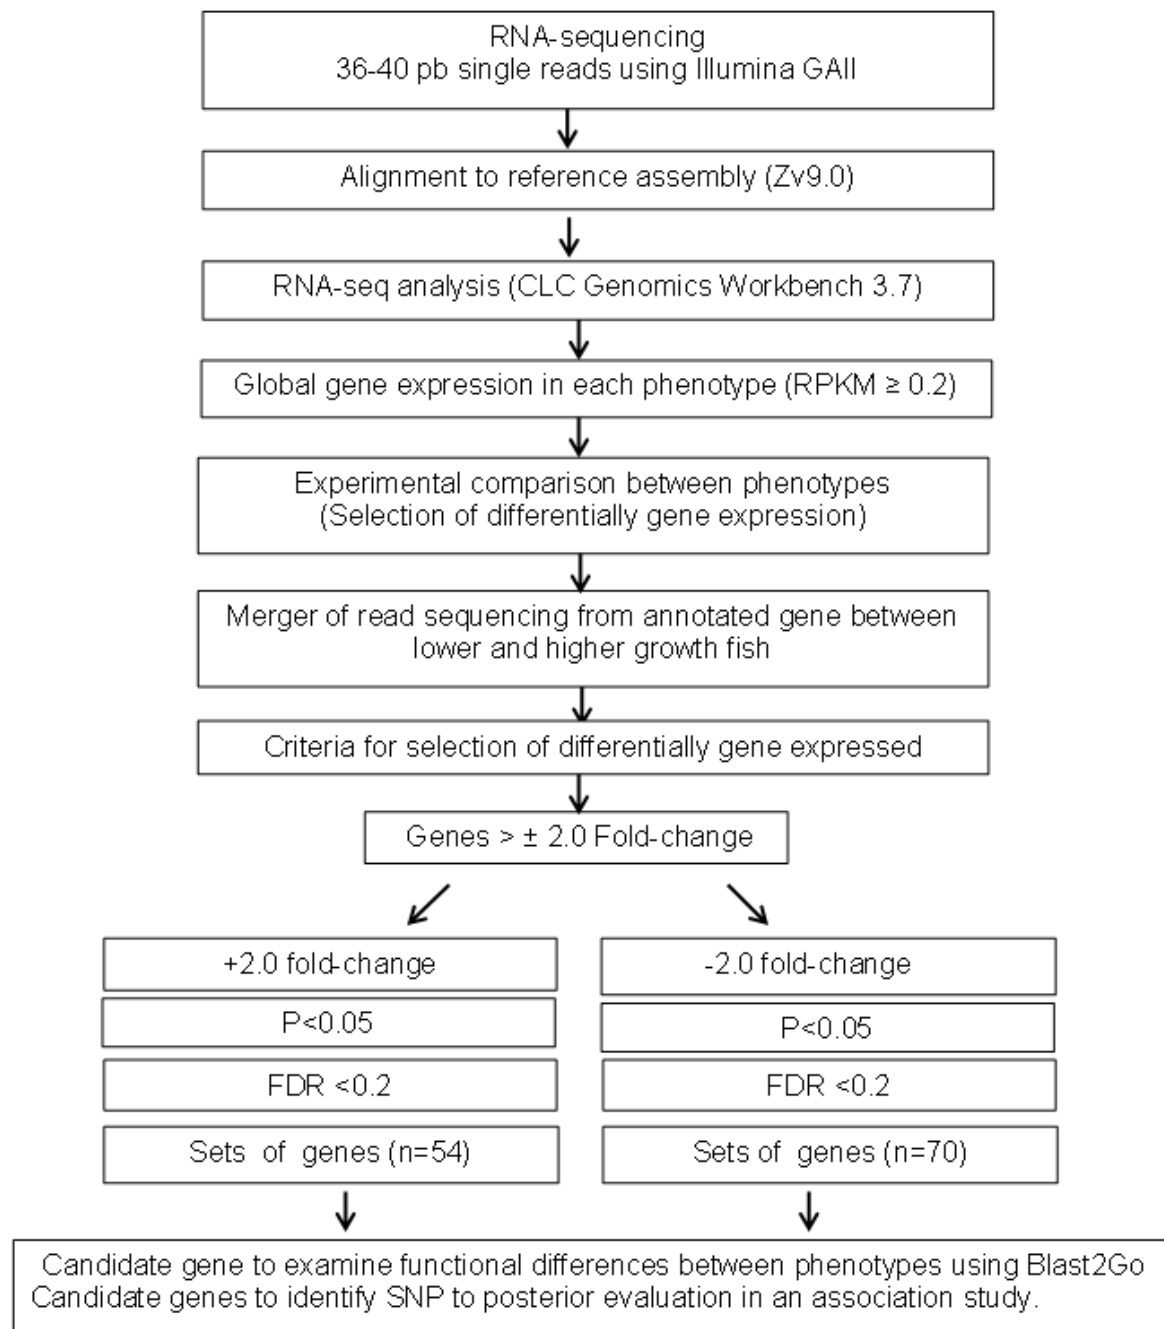 RNA-sequencing
36-40 pb single reads using Illumina GAII
Alignment to reference assembly (Zv9.0)
RNA-seq analysis (CLC Genomics Workbench 3.7)
Global gene expression in each phenotype (RPKM ≥ 0.2)
Experimental comparison between phenotypes
(Selection of differentially gene expression)
Merger of read sequencing from annotated gene between
lower and higher growth fish
Criteria for selection of differentially gene expressed
Genes > ± 2.0 Fold-change
+2.0 fold-change
P<0.05
FDR <0.2
Sets of genes (n=54)
-2.0 fold-change
P<0.05
FDR <0.2
Sets of genes (n=70)
Candidate gene to examine functional differences between phenotypes using Blast2Go
Candidate genes to identify SNP to posterior evaluation in an association study.